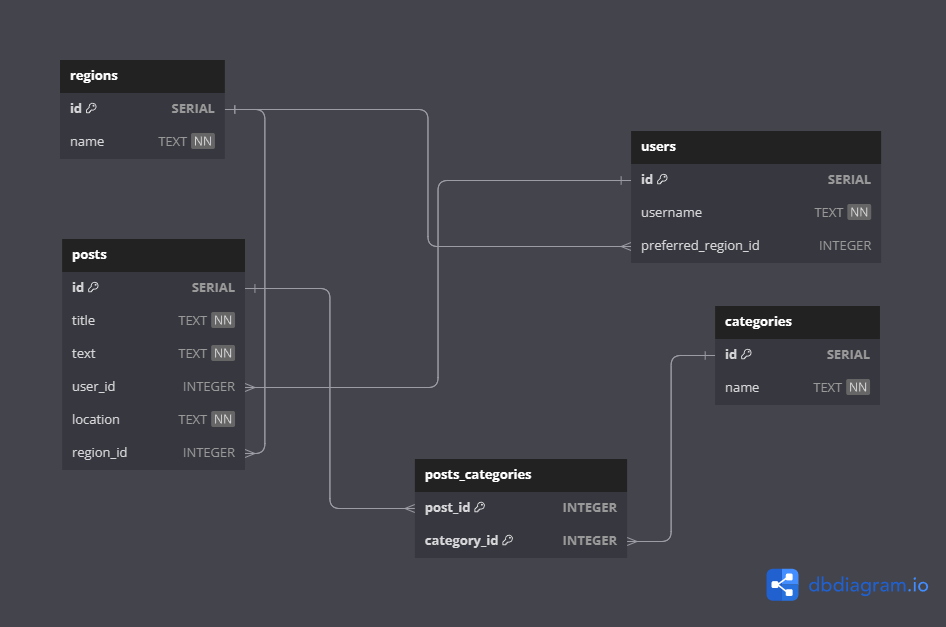 regions
id SERIAL
name TEXT NN
users
id SERIAL
username TEXT NN
preferred_region_id INTEGER
posts
id SERIAL
title TEXT NN
text TEXT NN
user_id INTEGER
location TEXT NN
region_id INTEGER
categories
id SERIAL
name TEXT NN
posts_categories
post_id INTEGER
category_id INTEGER
dbdiagram.io